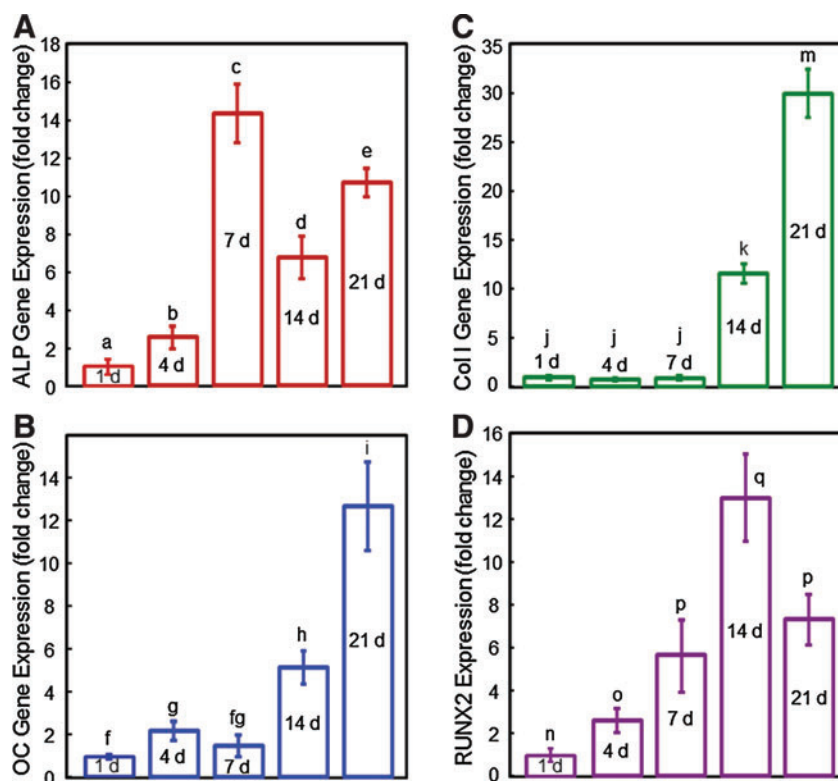 A
ALP Gene Expression (fold change)
18
16
14
12
10
8
6
4
2
0
a
b
c
d
e
1 d
4 d
7 d
14 d
21 d
C
Col I Gene Expression (fold change)
35
30
25
20
15
10
5
0
j
j
j
k
m
1 d
4 d
7 d
14 d
21 d
B
OC Gene Expression (fold change)
14
12
10
8
6
4
2
0
f
g
fg
h
i
1 d
4 d
7 d
14 d
21 d
D
RUNX2 Expression (fold change)
16
14
12
10
8
6
4
2
0
n
o
p
q
p
1 d
4 d
7 d
14 d
21 d